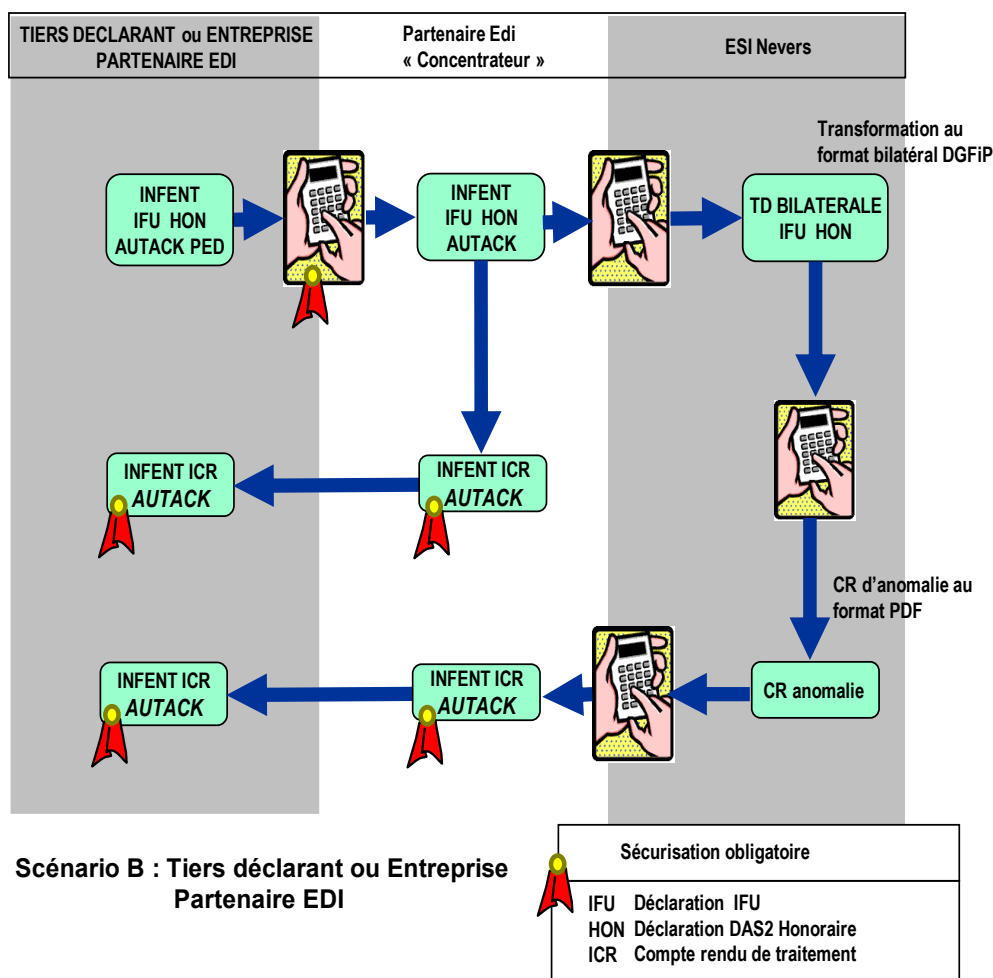 TIERS DECLARANT ou ENTREPRISE
PARTENAIRE EDI
Partenaire Edi
« Concentrateur »
ESI Nevers
Transformation au
format bilatéral DGFiP
INFENT
IFU HON
AUTACK PED
INFENT
IFU HON
AUTACK
TD BILATERALE
IFU HON
INFENT ICR
AUTACK
INFENT ICR
AUTACK
CR d'anomalie au
format PDF
INFENT ICR
AUTACK
INFENT ICR
AUTACK
CR anomalie
Scénario B : Tiers déclarant ou Entreprise
Partenaire EDI
Sécurisation obligatoire
IFU Déclaration IFU
HON Déclaration DAS2 Honoraire
ICR Compte rendu de traitement